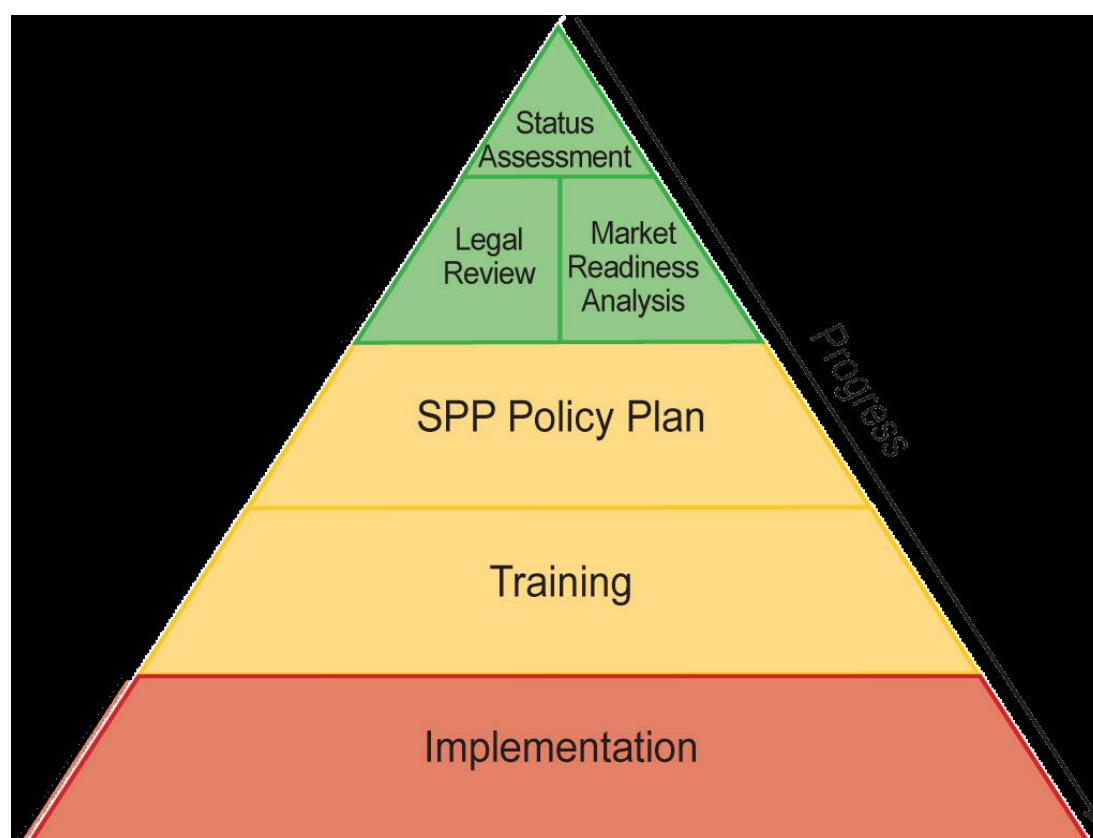 Status
Assessment
Legal
Review
Market
Readiness
Analysis
SPP Policy Plan
Training
Implementation
Progress